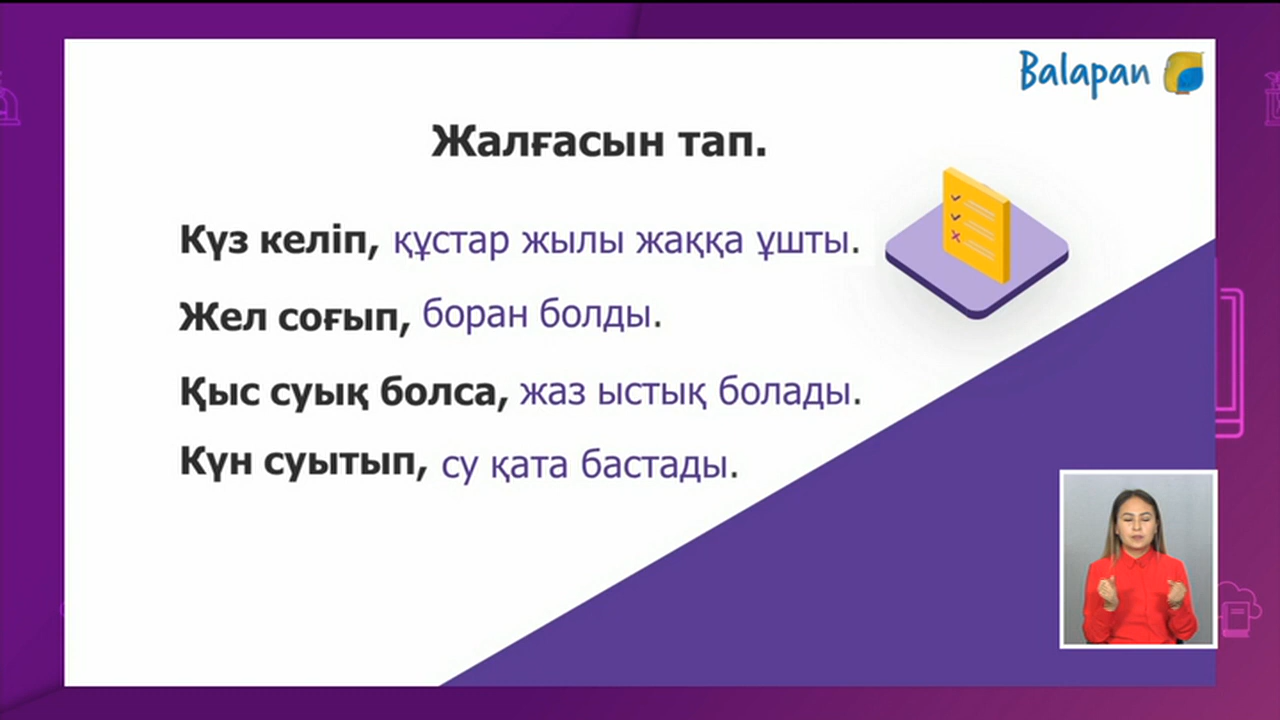 Balapan
Жалғасын тап.
Күз келіп, құстар жылы жаққа ұшты.
Жел соғып, боран болды.
Қыс суық болса, жаз ыстық болады.
Күн суытып, су қата бастады.